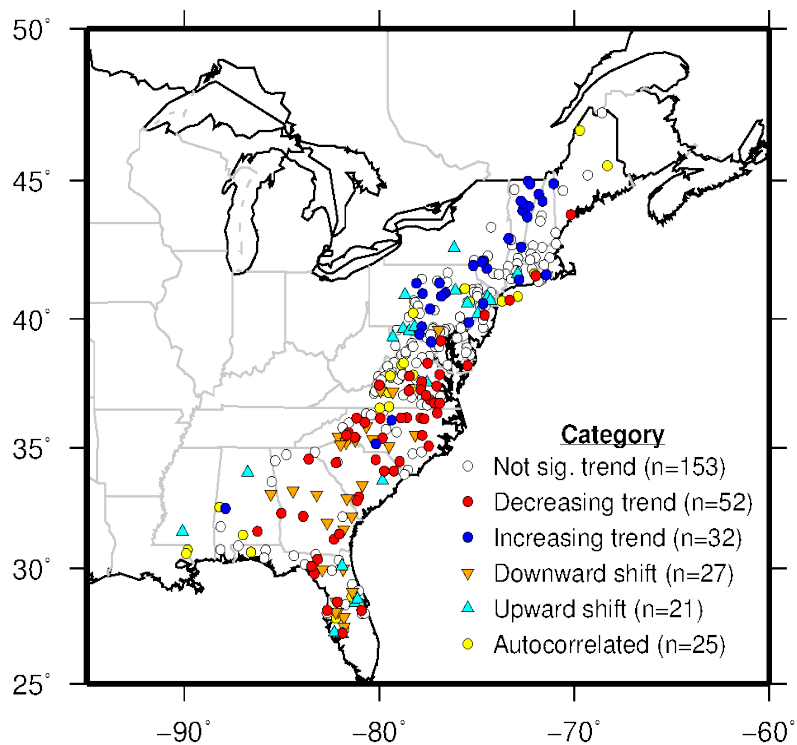 50°
45°
40°
35°
30°
25°
Category
Not sig. trend (n=153)
Decreasing trend (n=52)
Increasing trend (n=32)
Downward shift (n=27)
Upward shift (n=21)
Autocorrelated (n=25)
−90° −80° −70° −60°